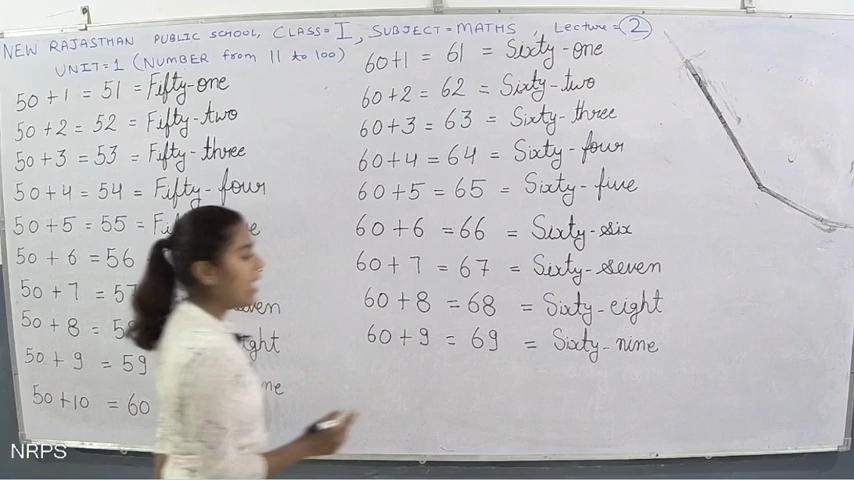 NEW RAJASTHAN PUBLIC SCHOOL, CLASS=I, SUBJECT=MATHS, Lecture=2
UNIT=1 (NUMBER from 11 to 100)
50+1=51=Fifty-one
50+2=52=Fifty-two
50+3=53=Fifty-three
50+4=54=Fifty-four
50+5=55=
50+6=56
50+7=57
50+8=58
50+9=59
50+10=60
60+1=61=Sixty-one
60+2=62=Sixty-two
60+3=63=Sixty-three
60+4=64=Sixty-four
60+5=65=Sixty-five
60+6=66=Sixty-six
60+7=67=Sixty-seven
60+8=68=Sixty-eight
60+9=69=Sixty-nine
NRPS